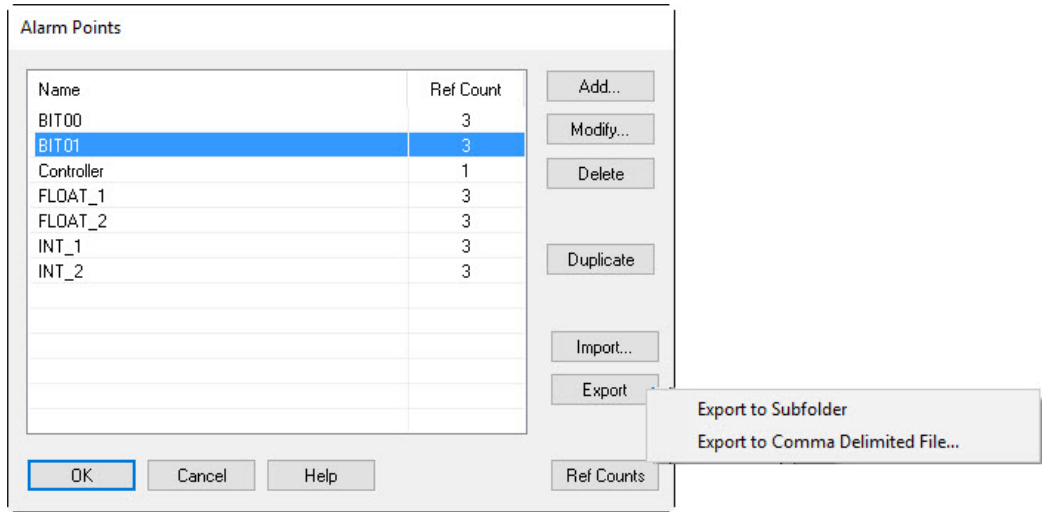 Alarm Points
Name Ref Count
BIT00 3
BIT01 3
Controller 1
FLOAT_1 3
FLOAT_2 3
INT_1 3
INT_2 3
Add...
Modify...
Delete
Duplicate
Import...
Export
Export to Subfolder
Export to Comma Delimited File...
OK Cancel Help Ref Counts